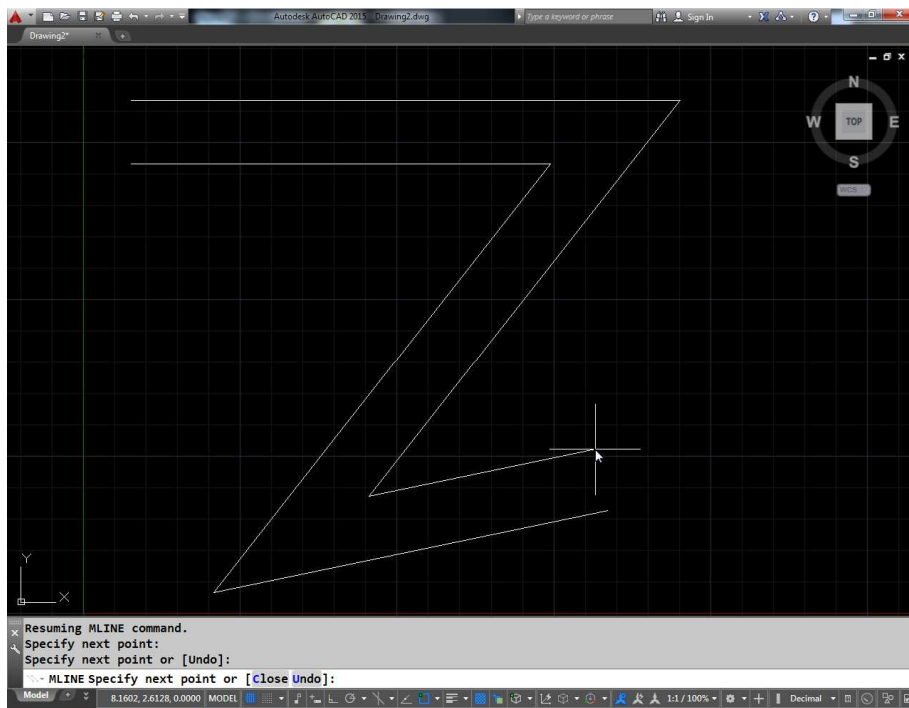 Autodesk AutoCAD 2015 Drawing2.dwg Type a keyword or phrase Sign In
Drawing2*
N
W TOP E
S
WCS
Y
X
Resuming MLINE command.
Specify next point:
Specify next point or [Undo]:
MLINE Specify next point or [Close Undo]:
Model 8.1602, 2.6128, 0.0000 MODEL 1:1 / 100% Decimal